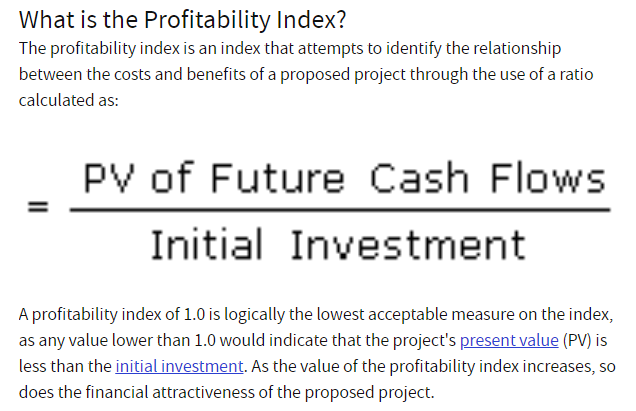 What is the Profitability Index?
The profitability index is an index that attempts to identify the relationship
between the costs and benefits of a proposed project through the use of a ratio
calculated as:
= PV of Future Cash Flows
Initial Investment
A profitability index of 1.0 is logically the lowest acceptable measure on the index,
as any value lower than 1.0 would indicate that the project's present value (PV) is
less than the initial investment. As the value of the profitability index increases, so
does the financial attractiveness of the proposed project.